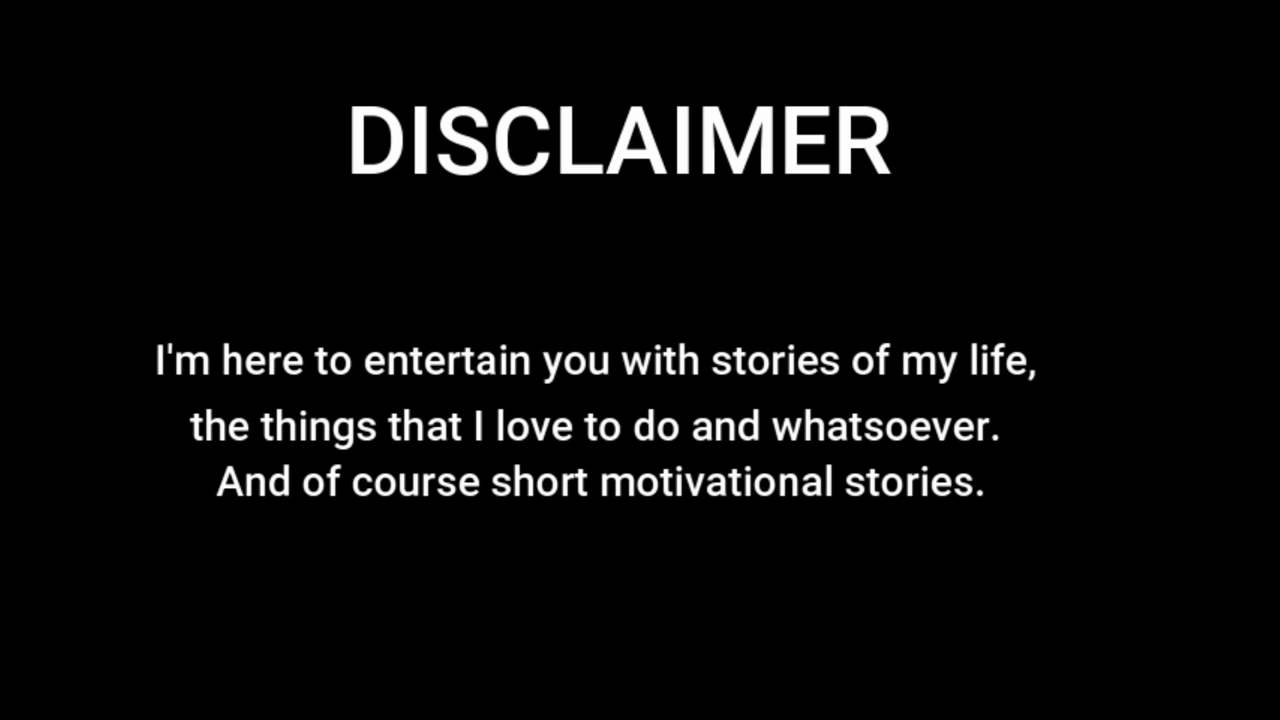 DISCLAIMER
I'm here to entertain you with stories of my life,
the things that I love to do and whatsoever.
And of course short motivational stories.